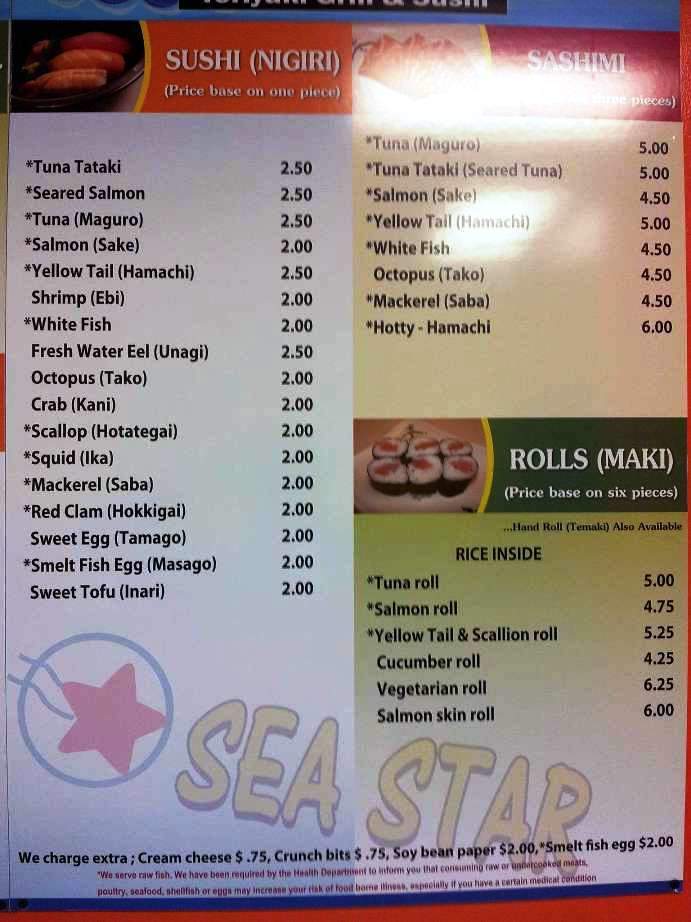 Teriyaki Grill & Sushi
SUSHI (NIGIRI)
(Price base on one piece)
*Tuna Tataki 2.50
*Seared Salmon 2.50
*Tuna (Maguro) 2.50
*Salmon (Sake) 2.00
*Yellow Tail (Hamachi) 2.50
Shrimp (Ebi) 2.00
*White Fish 2.00
Fresh Water Eel (Unagi) 2.50
Octopus (Tako) 2.00
Crab (Kani) 2.00
*Scallop (Hotategai) 2.00
*Squid (Ika) 2.00
*Mackerel (Saba) 2.00
*Red Clam (Hokkigai) 2.00
Sweet Egg (Tamago) 2.00
*Smelt Fish Egg (Masago) 2.00
Sweet Tofu (Inari) 2.00
SASHIMI
three pieces)
*Tuna (Maguro) 5.00
*Tuna Tataki (Seared Tuna) 5.00
*Salmon (Sake) 4.50
*Yellow Tail (Hamachi) 5.00
*White Fish 4.50
Octopus (Tako) 4.50
*Mackerel (Saba) 4.50
*Hotty - Hamachi 6.00
ROLLS (MAKI)
(Price base on six pieces)
...Hand Roll (Temaki) Also Available
RICE INSIDE
*Tuna roll 5.00
*Salmon roll 4.75
*Yellow Tail & Scallion roll 5.25
Cucumber roll 4.25
Vegetarian roll 6.25
Salmon skin roll 6.00
SEA STAR
We charge extra ; Cream cheese $ .75, Crunch bits $ .75, Soy bean paper $2.00,*Smelt fish egg $2.00
*We serve raw fish. We have been required by the Health Department to inform you that consuming raw or undercooked meats,
poultry, seafood, shellfish or eggs may increase your risk of food borne illness, especially if you have a certain medical condition